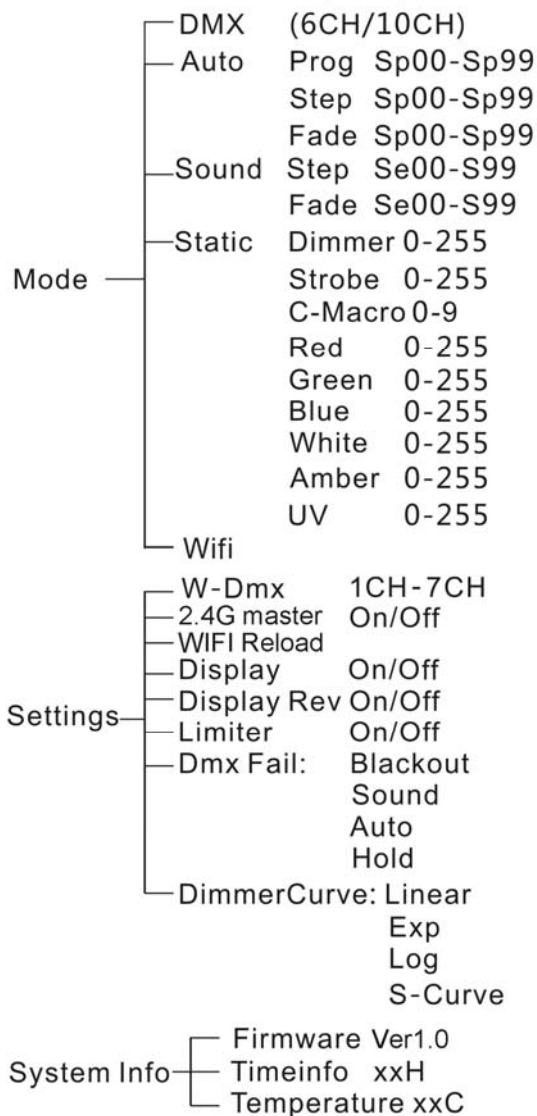 DMX (6CH/10CH)
Auto Prog Sp00-Sp99
Step Sp00-Sp99
Fade Sp00-Sp99
Sound Step Se00-S99
Fade Se00-S99
Static Dimmer 0-255
Mode Strobe 0-255
C-Macro 0-9
Red 0-255
Green 0-255
Blue 0-255
White 0-255
Amber 0-255
UV 0-255
Wifi
W-Dmx 1CH-7CH
2.4G master On/Off
WIFI Reload
Display On/Off
Display Rev On/Off
Settings Limiter On/Off
Dmx Fail: Blackout
Sound
Auto
Hold
DimmerCurve: Linear
Exp
Log
S-Curve
Firmware Ver1.0
System Info Timeinfo xxH
Temperature xxC